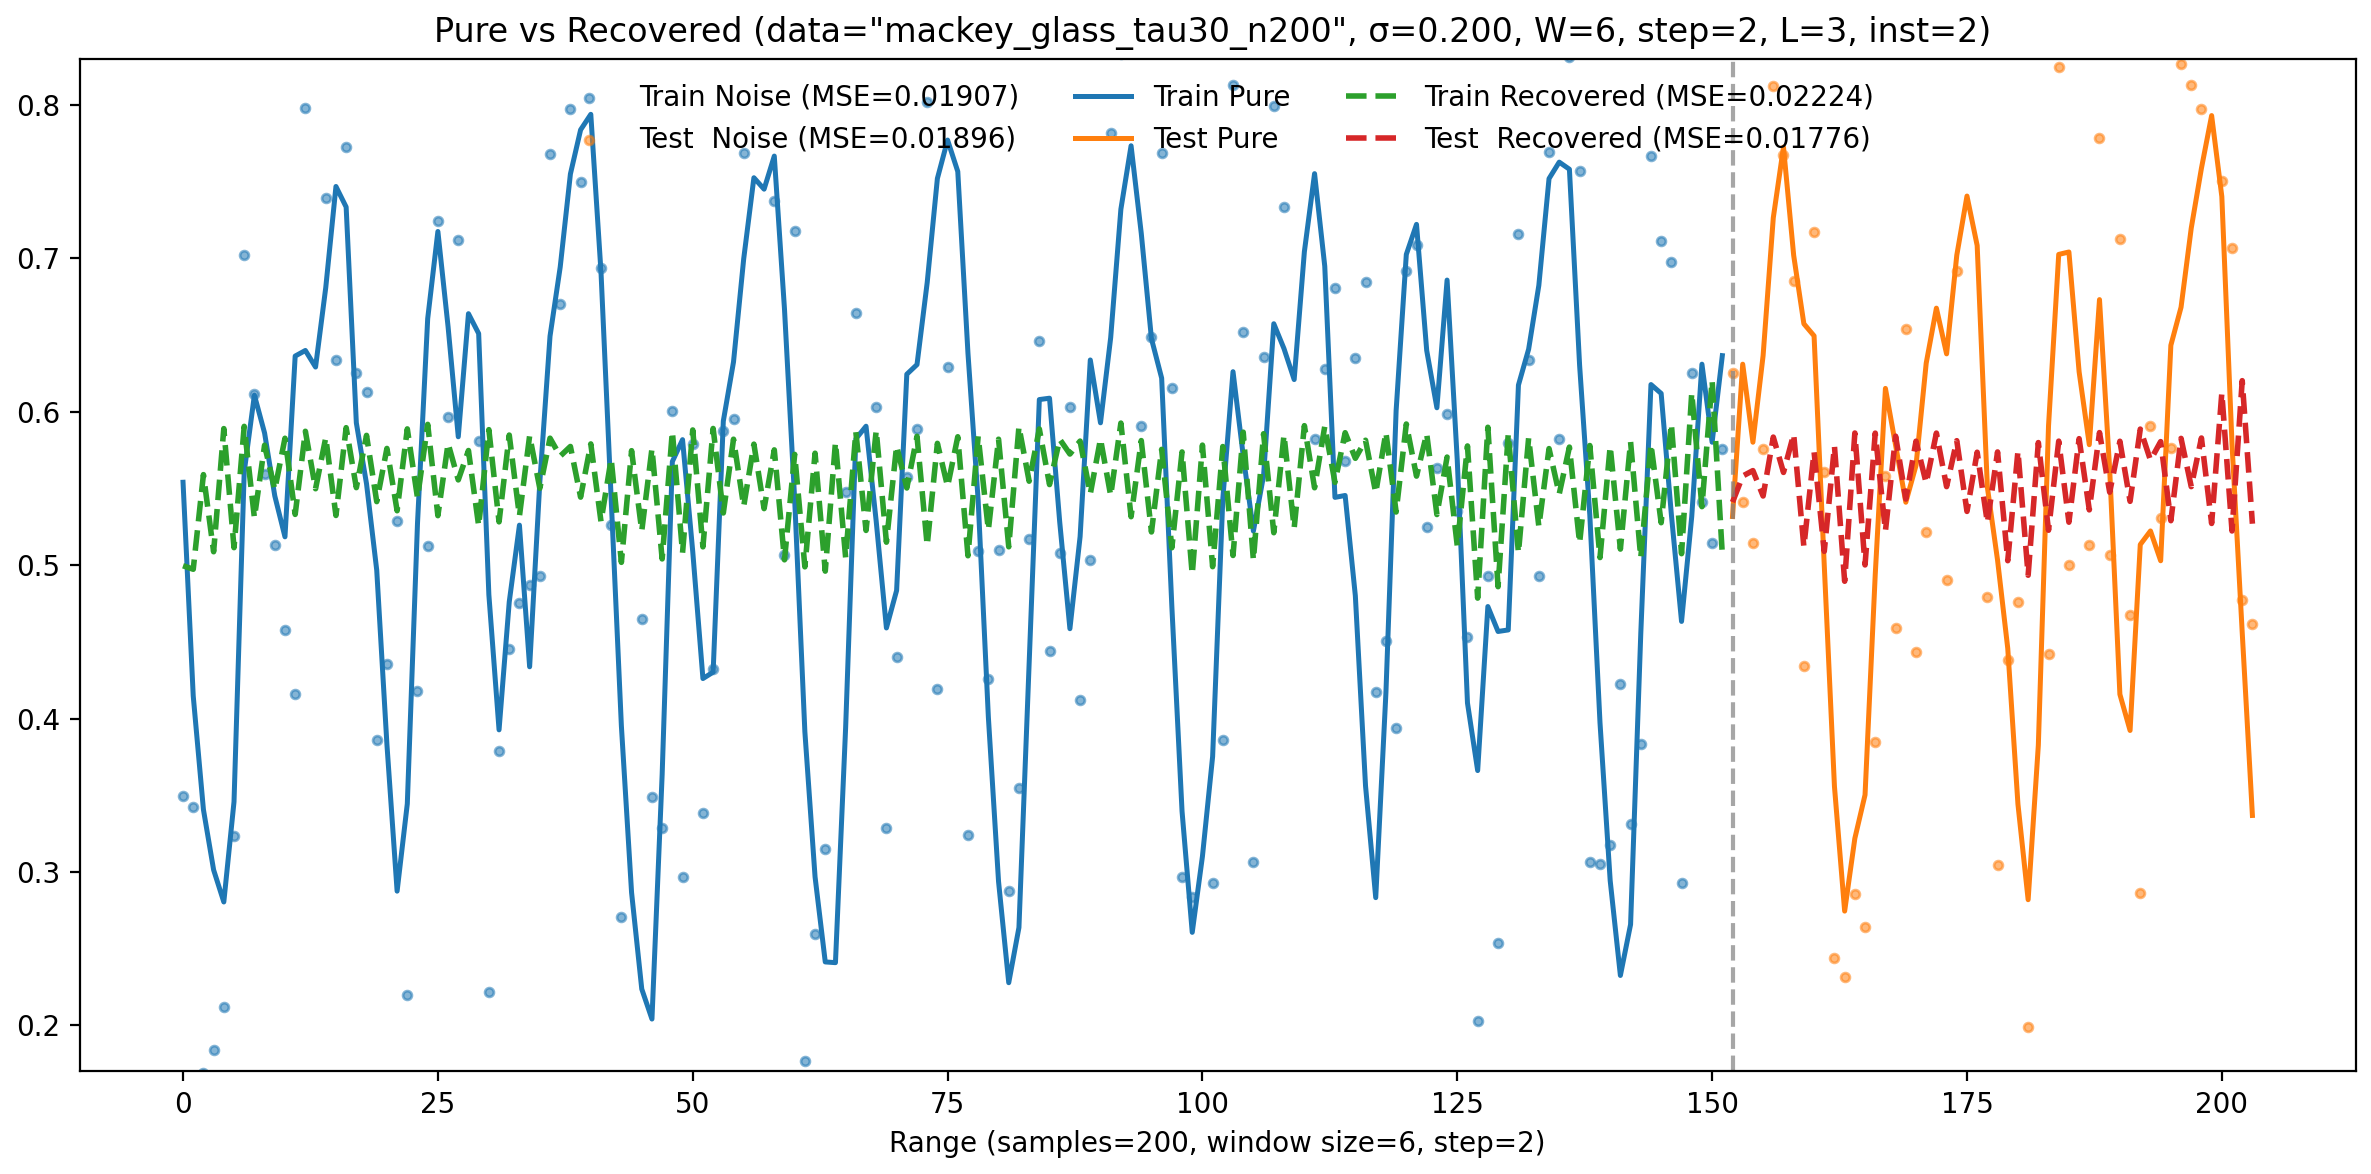 Pure vs Recovered (data="mackey_glass_tau30_n200", σ=0.200, W=6, step=2, L=3, inst=2)
Train Noise (MSE=0.01907) Train Pure Train Recovered (MSE=0.02224)
Test  Noise (MSE=0.01896) Test Pure Test  Recovered (MSE=0.01776)
0.8
0.7
0.6
0.5
0.4
0.3
0.2
0 25 50 75 100 125 150 175 200
Range (samples=200, window size=6, step=2)